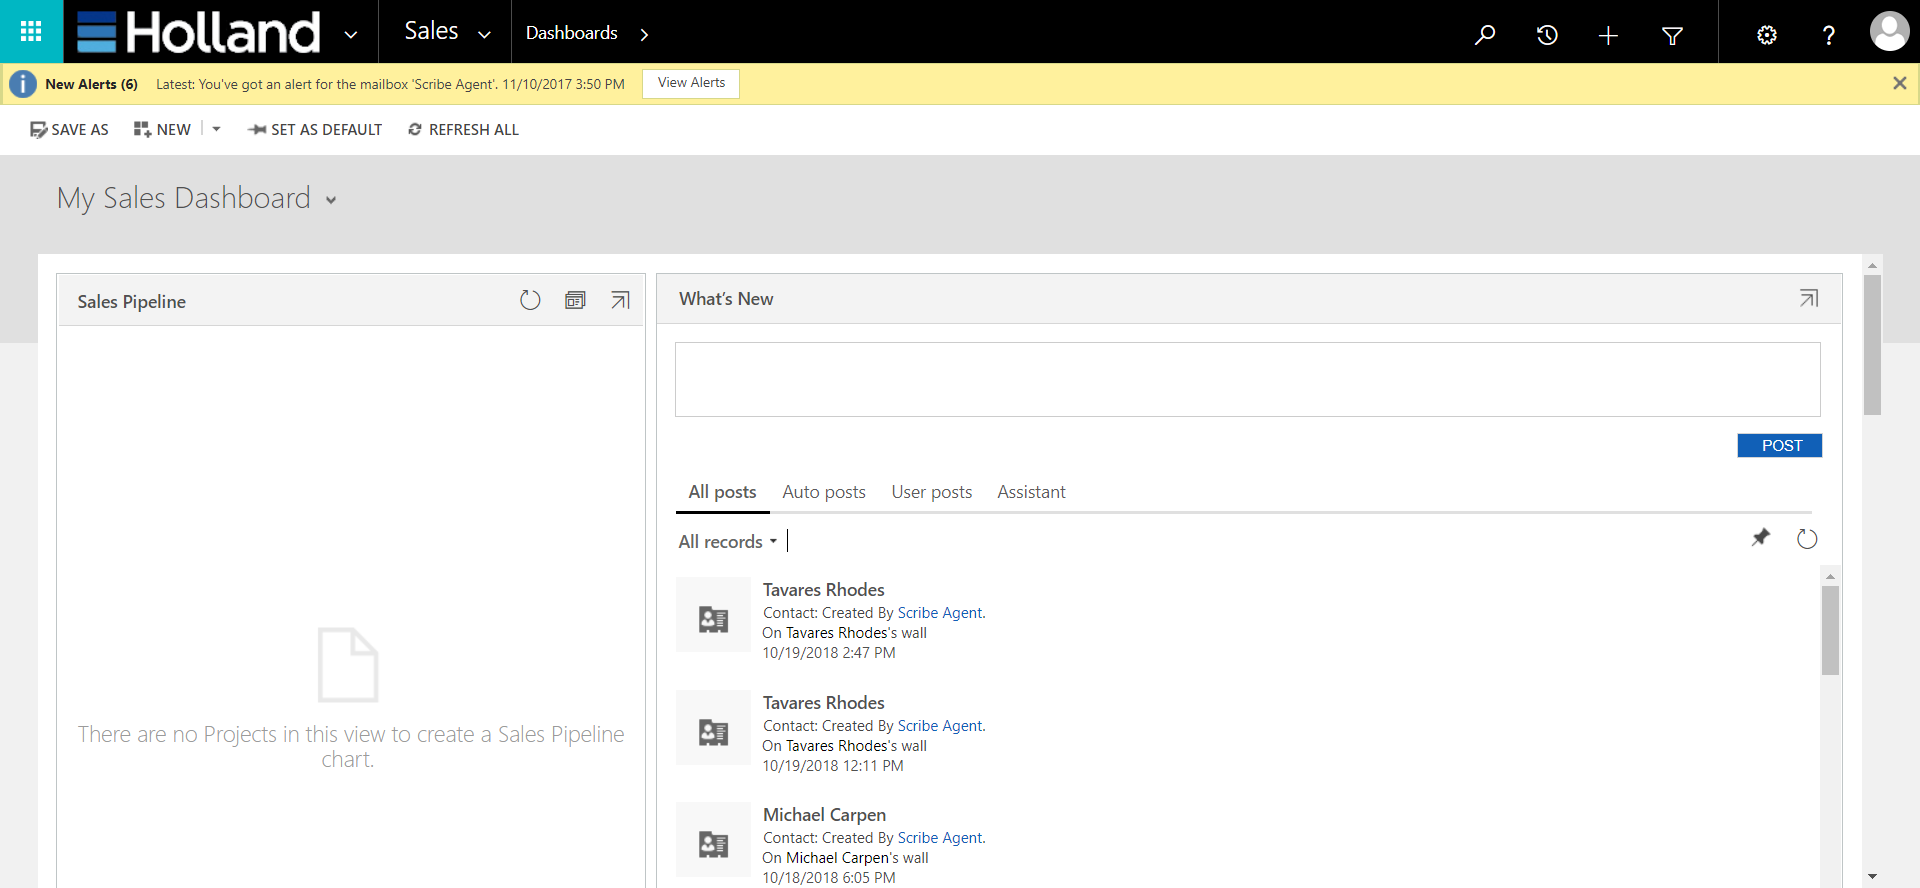 Holland
Sales
Dashboards
New Alerts (6) Latest: You've got an alert for the mailbox 'Scribe Agent'. 11/10/2017 3:50 PM View Alerts
SAVE AS NEW SET AS DEFAULT REFRESH ALL
My Sales Dashboard
Sales Pipeline
There are no Projects in this view to create a Sales Pipeline
chart.
What's New
POST
All posts Auto posts User posts Assistant
All records
Tavares Rhodes
Contact: Created By Scribe Agent.
On Tavares Rhodes's wall
10/19/2018 2:47 PM
Tavares Rhodes
Contact: Created By Scribe Agent.
On Tavares Rhodes's wall
10/19/2018 12:11 PM
Michael Carpen
Contact: Created By Scribe Agent.
On Michael Carpen's wall
10/18/2018 6:05 PM